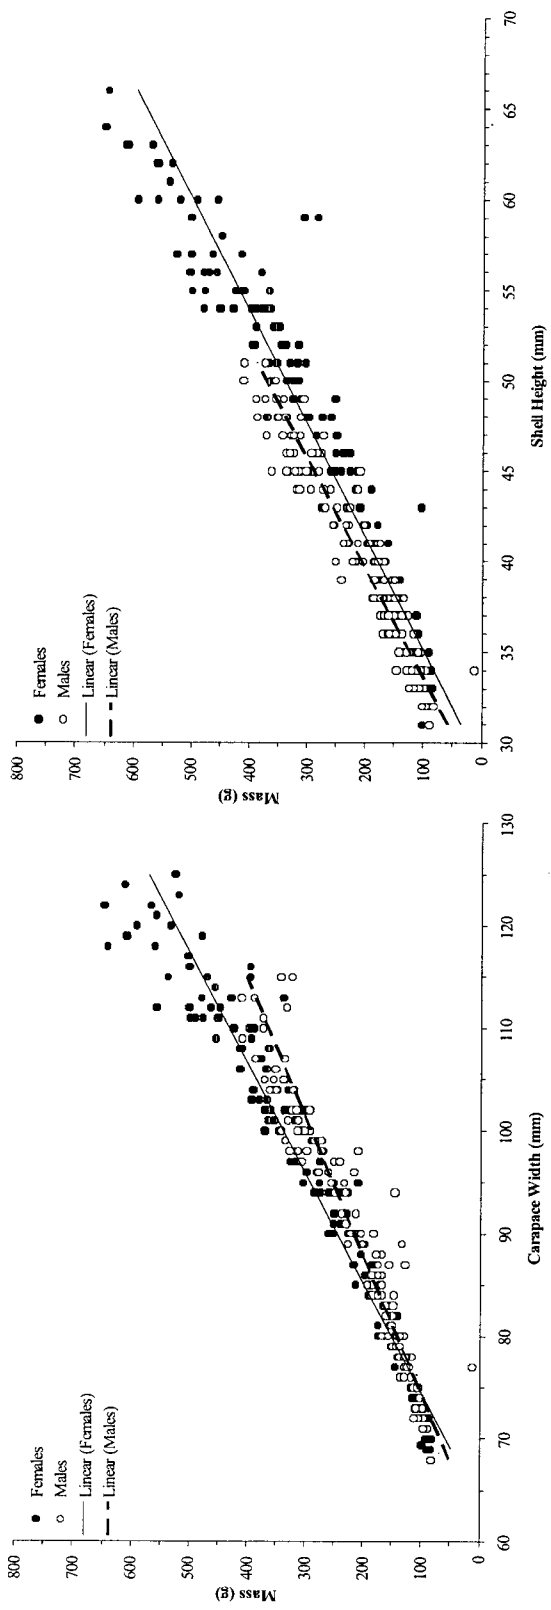 800
700
600
500
400
300
200
100
0
Mass (g)
Females
Males
Linear (Females)
Linear (Males)
60
70
80
90
100
110
120
130
Carapace Width (mm)
800
700
600
500
400
300
200
100
0
Mass (g)
Females
Males
Linear (Females)
Linear (Males)
30
35
40
45
50
55
60
65
70
Shell Height (mm)